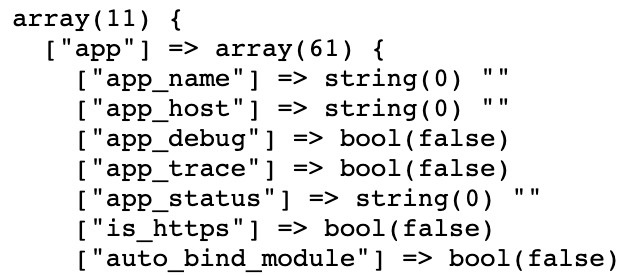 array(11) {
  ["app"] => array(61) {
    ["app_name"] => string(0) ""
    ["app_host"] => string(0) ""
    ["app_debug"] => bool(false)
    ["app_trace"] => bool(false)
    ["app_status"] => string(0) ""
    ["is_https"] => bool(false)
    ["auto_bind_module"] => bool(false)